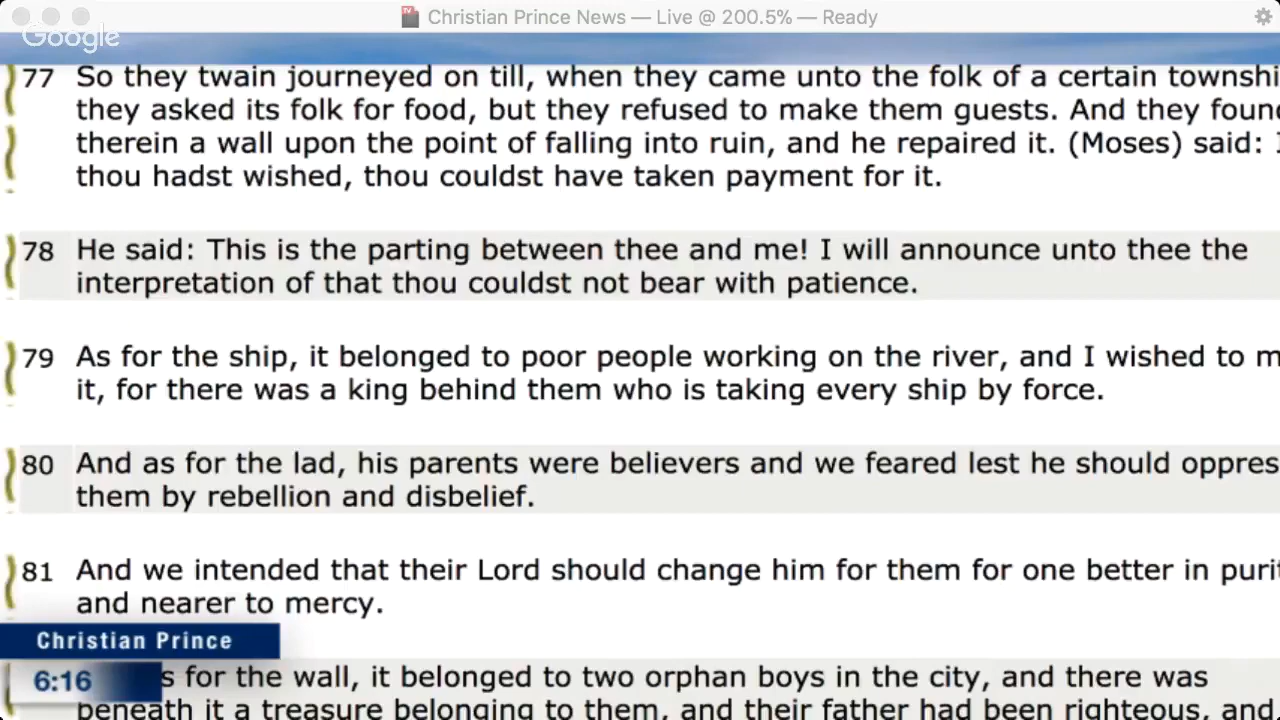 Christian Prince News — Live @ 200.5% — Ready
Google
77 So they twain journeyed on till, when they came unto the folk of a certain
they asked its folk for food, but they refused to make them guests. And they
therein a wall upon the point of falling into ruin, and he repaired it. (Moses) said:
thou hadst wished, thou couldst have taken payment for it.
78 He said: This is the parting between thee and me! I will announce unto thee the
interpretation of that thou couldst not bear with patience.
79 As for the ship, it belonged to poor people working on the river, and I wished to
it, for there was a king behind them who is taking every ship by force.
80 And as for the lad, his parents were believers and we feared lest he should
them by rebellion and disbelief.
81 And we intended that their Lord should change him for them for one better in
and nearer to mercy.
Christian Prince
6:16
for the wall, it belonged to two orphan boys in the city, and there was
beneath it a treasure belonging to them, and their father had been righteous, and